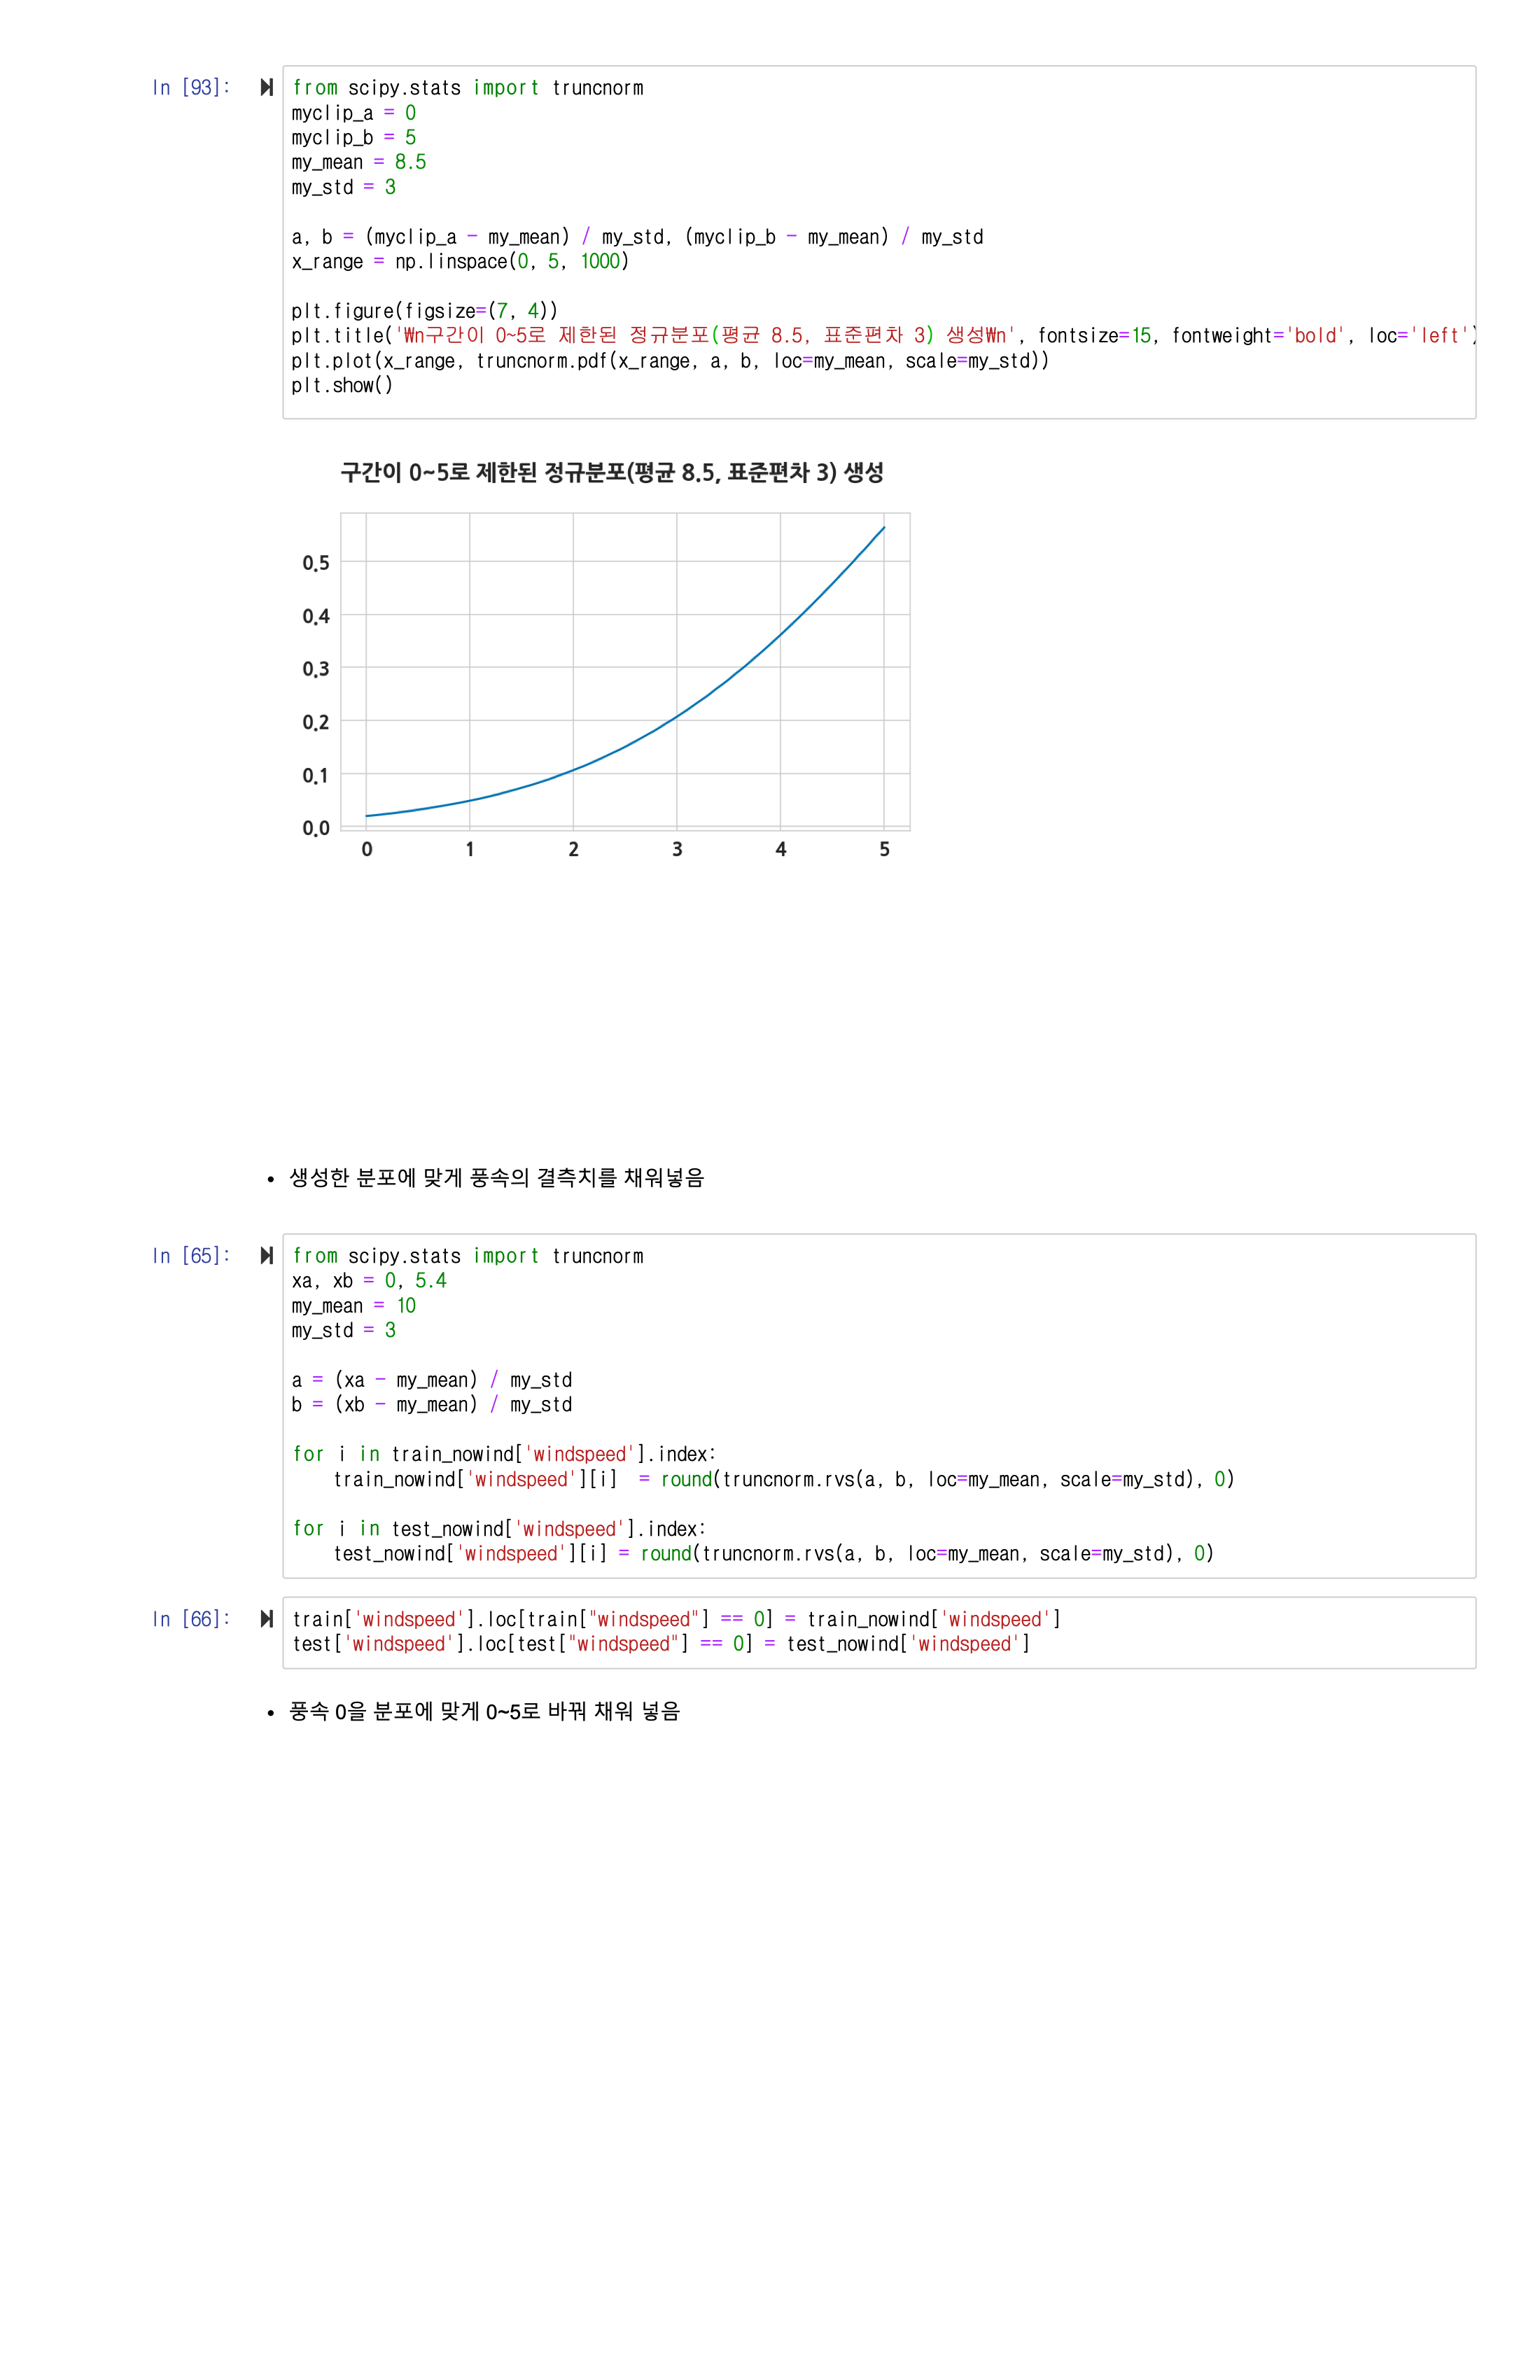 In [93]:
from scipy.stats import truncnorm
myclip_a = 0
myclip_b = 5
my_mean = 8.5
my_std = 3
a, b = (myclip_a - my_mean) / my_std, (myclip_b - my_mean) / my_std
x_range = np.linspace(0, 5, 1000)
plt.figure(figsize=(7, 4))
plt.title('₩n구간이 0~5로 제한된 정규분포(평균 8.5, 표준편차 3) 생성₩n', fontsize=15, fontweight='bold', loc='left')
plt.plot(x_range, truncnorm.pdf(x_range, a, b, loc=my_mean, scale=my_std))
plt.show()
구간이 0~5로 제한된 정규분포(평균 8.5, 표준편차 3) 생성
0.5
0.4
0.3
0.2
0.1
0.0
0 1 2 3 4 5
• 생성한 분포에 맞게 풍속의 결측치를 채워넣음
In [65]:
from scipy.stats import truncnorm
xa, xb = 0, 5.4
my_mean = 10
my_std = 3
a = (xa - my_mean) / my_std
b = (xb - my_mean) / my_std
for i in train_nowind['windspeed'].index:
    train_nowind['windspeed'][i]  = round(truncnorm.rvs(a, b, loc=my_mean, scale=my_std), 0)
for i in test_nowind['windspeed'].index:
    test_nowind['windspeed'][i] = round(truncnorm.rvs(a, b, loc=my_mean, scale=my_std), 0)
In [66]:
train['windspeed'].loc[train["windspeed"] == 0] = train_nowind['windspeed']
test['windspeed'].loc[test["windspeed"] == 0] = test_nowind['windspeed']
• 풍속 0을 분포에 맞게 0~5로 바꿔 채워 넣음